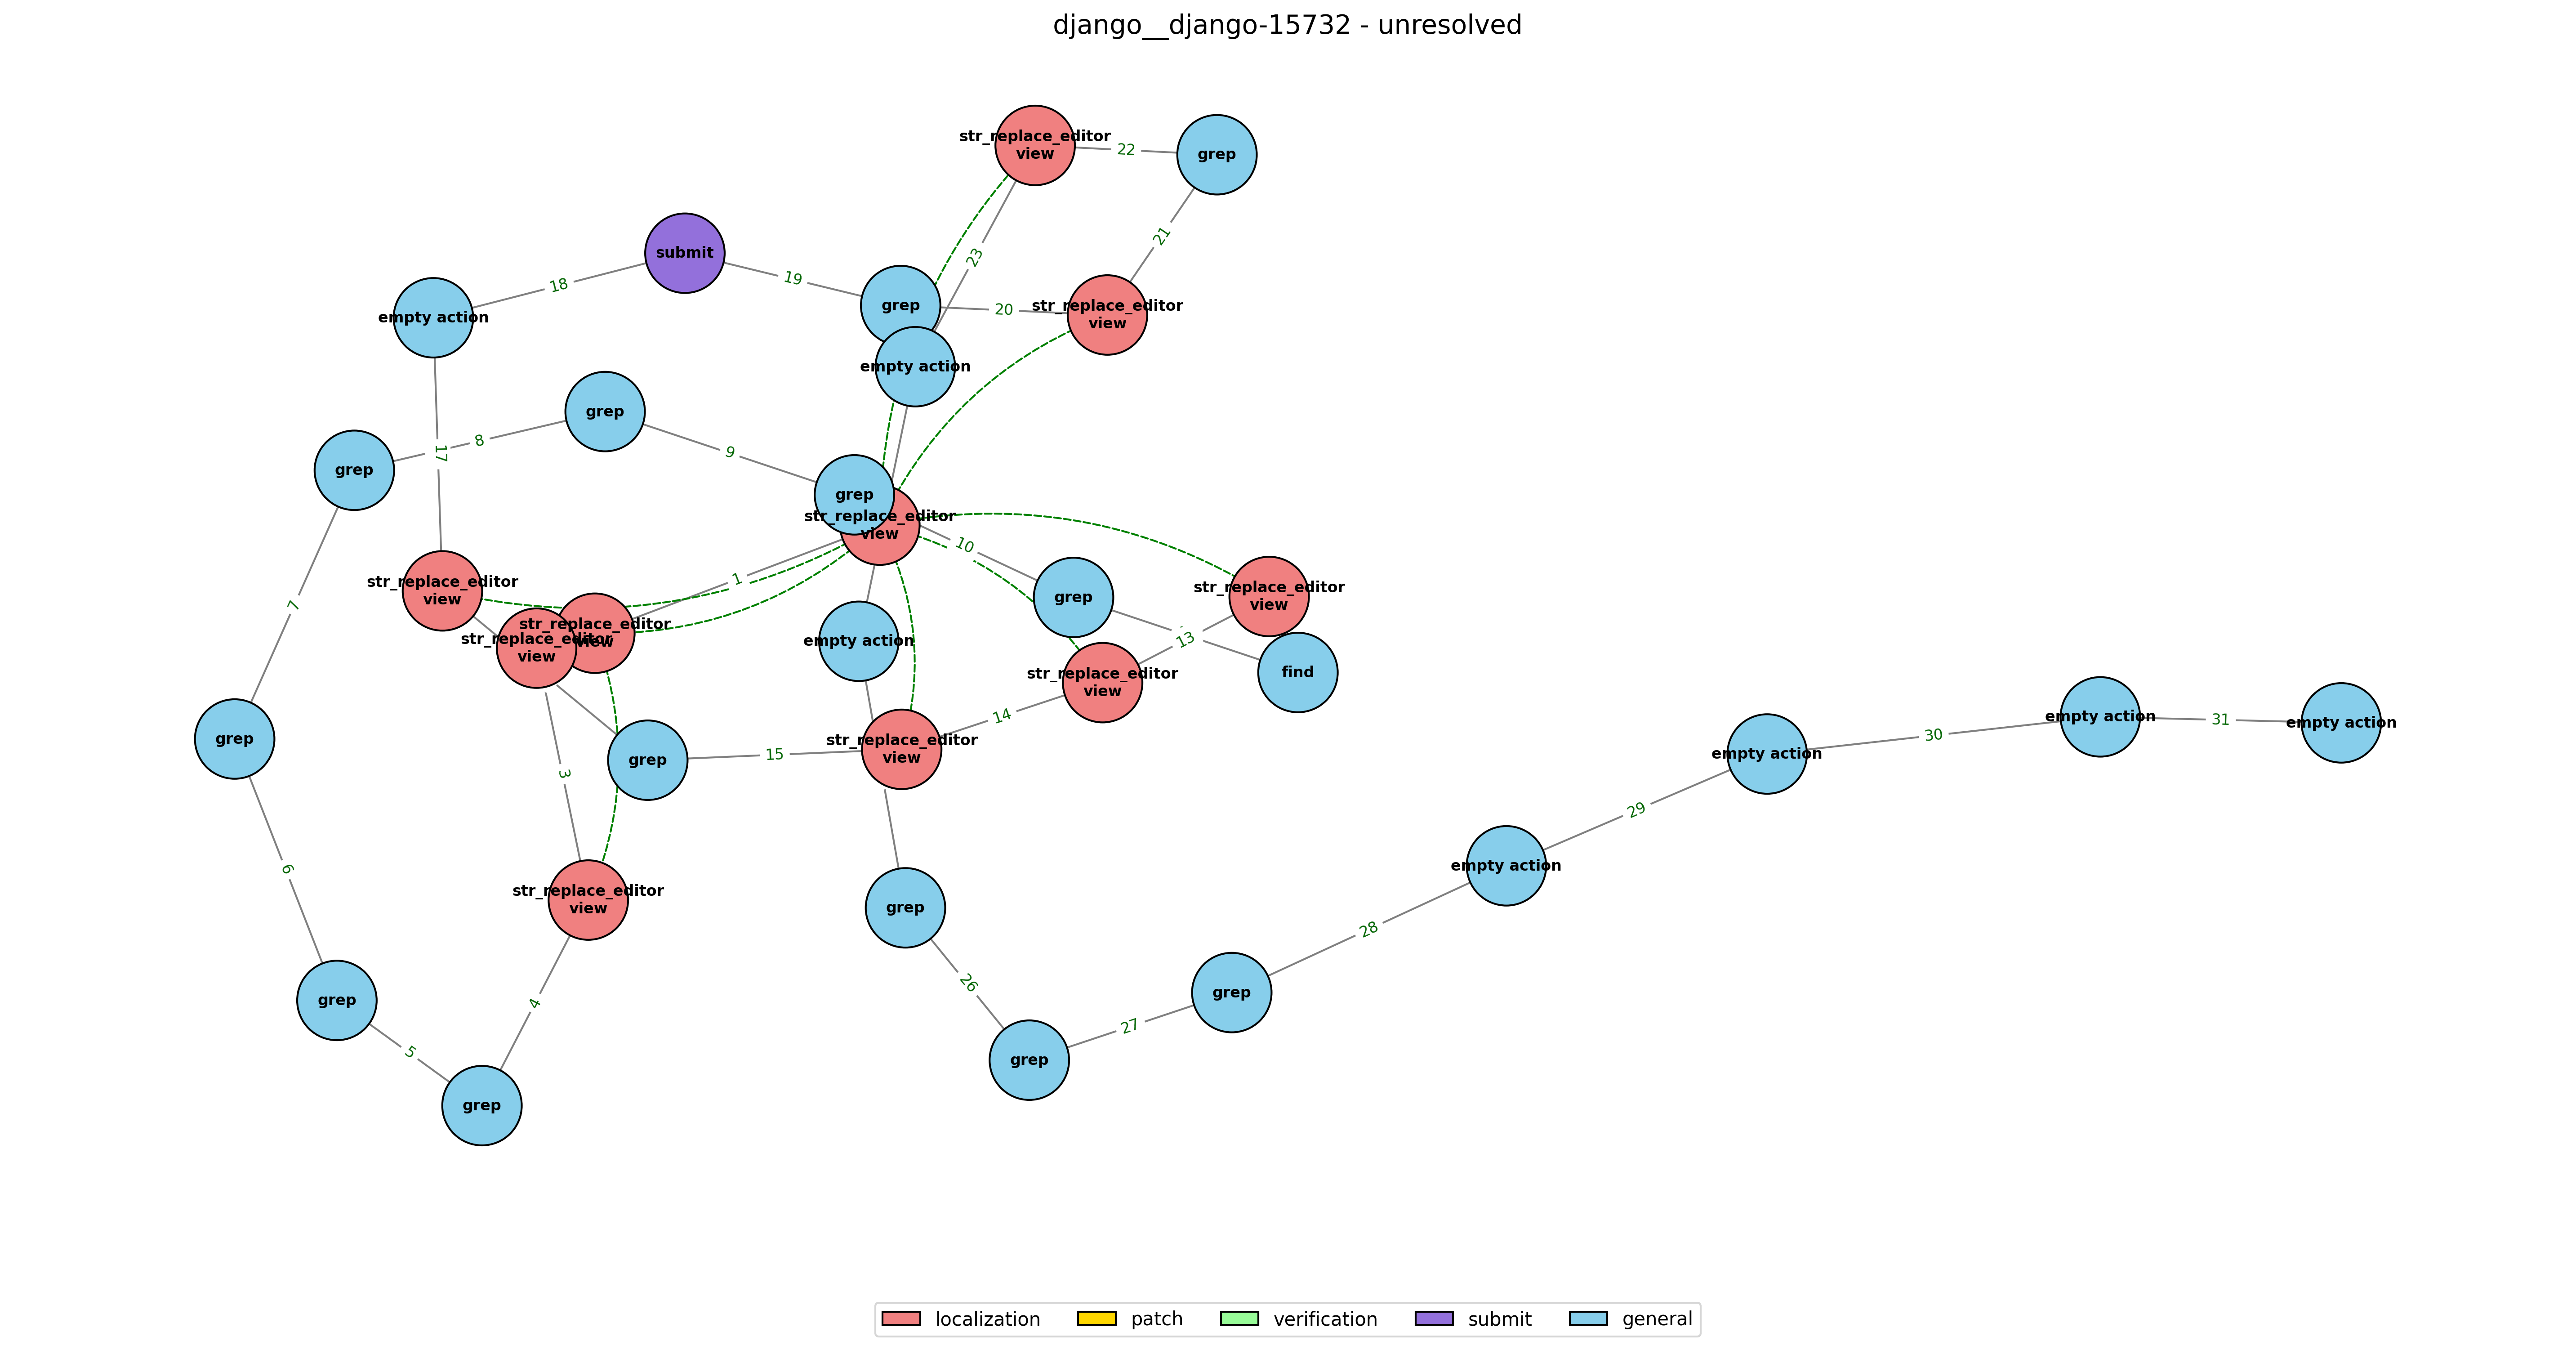 django__django-15732 - unresolved
str_replace_editor
view
22
grep
21
23
submit
18
19
grep
20
str_replace_editor
view
empty action
empty action
grep
8
17
9
grep
grep
str_replace_editor
view
10
1
str_replace_editor
view
7
str_replace_editor
view
str_replace_editor
view
grep
str_replace_editor
view
13
empty action
str_replace_editor
view
find
14
grep
grep
15
str_replace_editor
view
3
empty action
30
empty action
31
empty action
29
6
str_replace_editor
view
empty action
grep
28
4
grep
26
grep
27
grep
5
grep
localization
patch
verification
submit
general